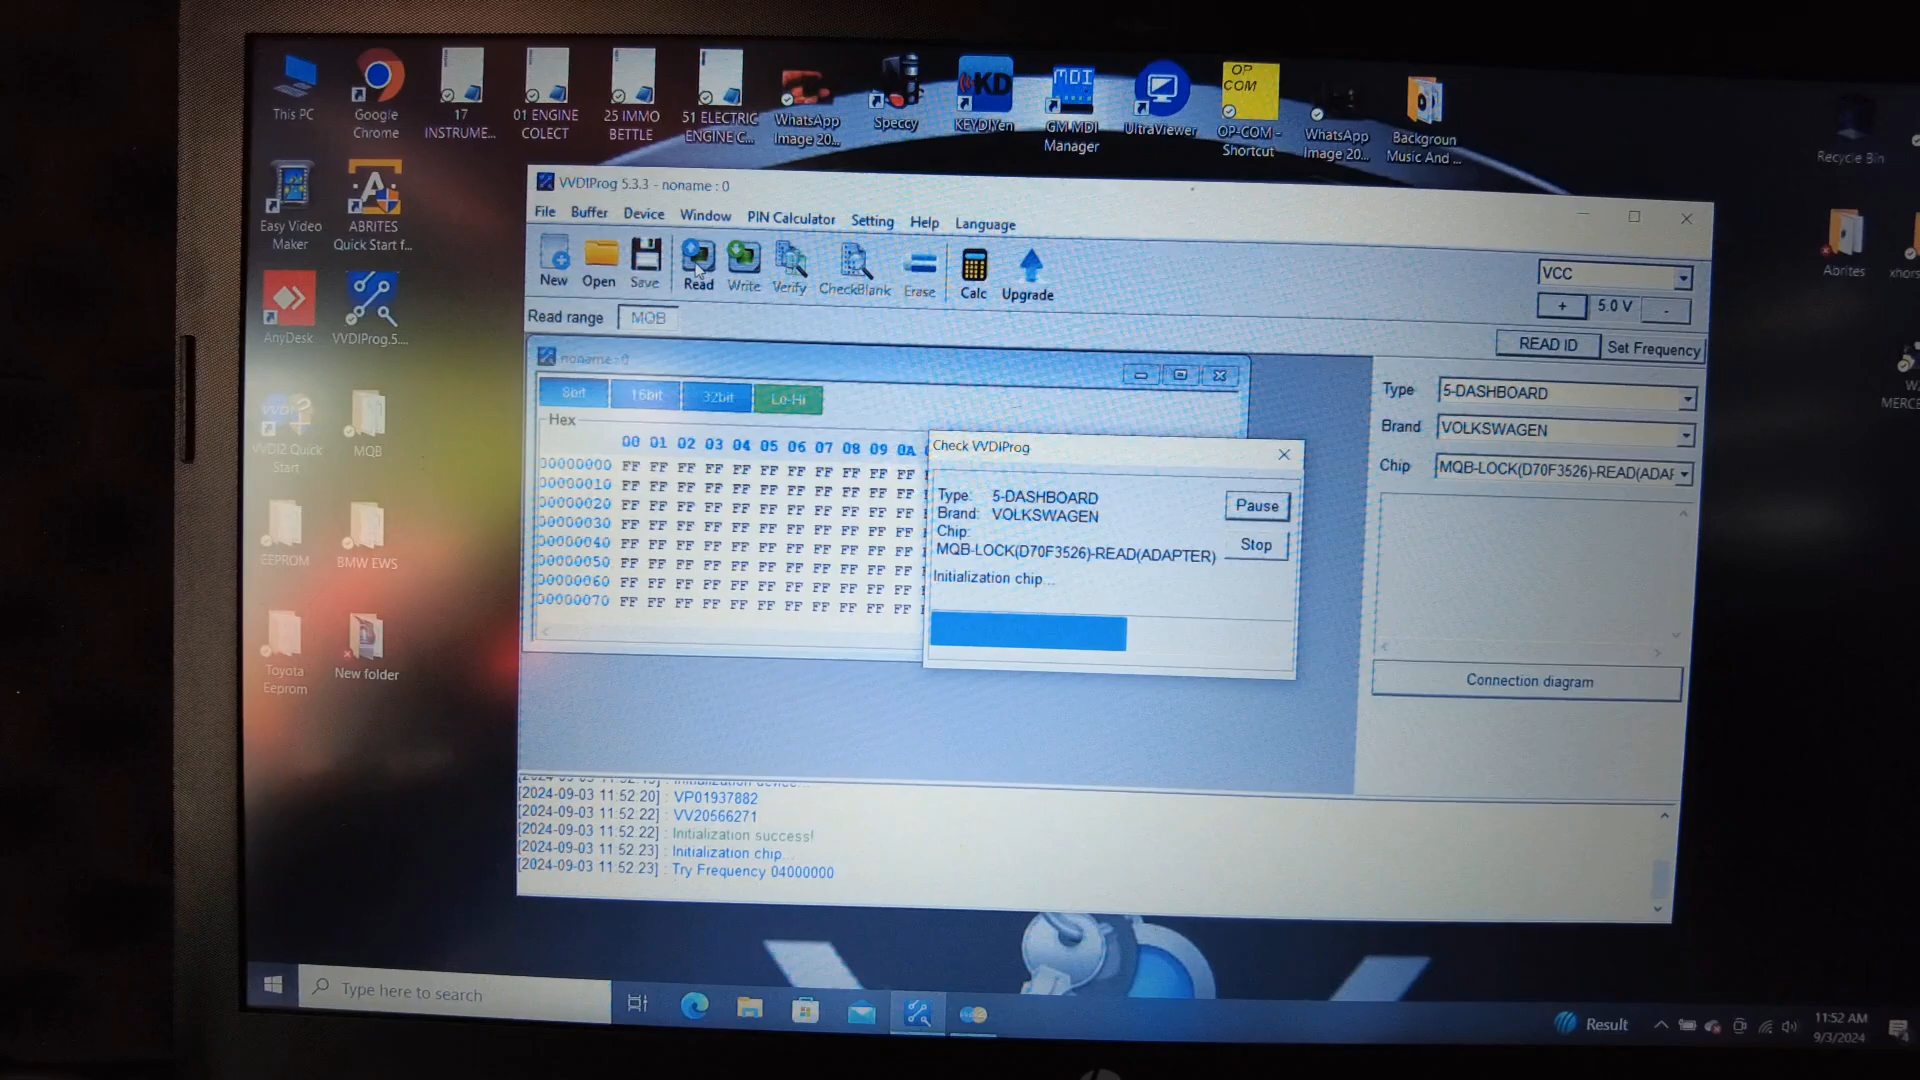 This PC
Google
Chrome
17
INSTRUME...
01 ENGINE
COLECT
25 IMMO
BETTLE
51 ELECTRIC
ENGINE C...
WhatsApp
Image 20...
Speccy
KD
KEYDIYen
MDI
GM MDI
Manager
UltraViewer
OP
COM
OP-COM -
Shortcut
WhatsApp
Image 20...
Backgroun
Music And ...
Recycle Bin
Easy Video
Maker
ABRITES
Quick Start f...
AnyDesk
VVDIProg.5....
VVDI2 Quick
Start
MQB
EEPROM
BMW EWS
Toyota
Eeprom
New folder
Abrites
xhors
MERCE
VVDIProg 5.3.3 - noname : 0
File Buffer Device Window PIN Calculator Setting Help Language
New Open Save Read Write Verify CheckBlank Erase Calc Upgrade
VCC
+ 5.0 V -
Read range MQB
READ ID Set Frequency
noname : 0
8bit 16bit 32bit Lo-Hi
Hex
00 01 02 03 04 05 06 07 08 09 0A
00000000 FF FF FF FF FF FF FF FF FF FF FF
00000010 FF FF FF FF FF FF FF FF FF FF FF
00000020 FF FF FF FF FF FF FF FF FF FF FF
00000030 FF FF FF FF FF FF FF FF FF FF FF
00000040 FF FF FF FF FF FF FF FF FF FF FF
00000050 FF FF FF FF FF FF FF FF FF FF FF
00000060 FF FF FF FF FF FF FF FF FF FF FF
00000070 FF FF FF FF FF FF FF FF FF FF FF
Type 5-DASHBOARD
Brand VOLKSWAGEN
Chip MQB-LOCK(D70F3526)-READ(ADAF
Connection diagram
Check VVDIProg
Type: 5-DASHBOARD
Brand: VOLKSWAGEN
Chip:
MQB-LOCK(D70F3526)-READ(ADAPTER)
Initialization chip...
Pause
Stop
[2024-09-03 11:52:20] : VP01937882
[2024-09-03 11:52:22] : VV20566271
[2024-09-03 11:52:22] : Initialization success!
[2024-09-03 11:52:23] : Initialization chip...
[2024-09-03 11:52:23] : Try Frequency 04000000
Type here to search
Result
11:52 AM
9/3/2024